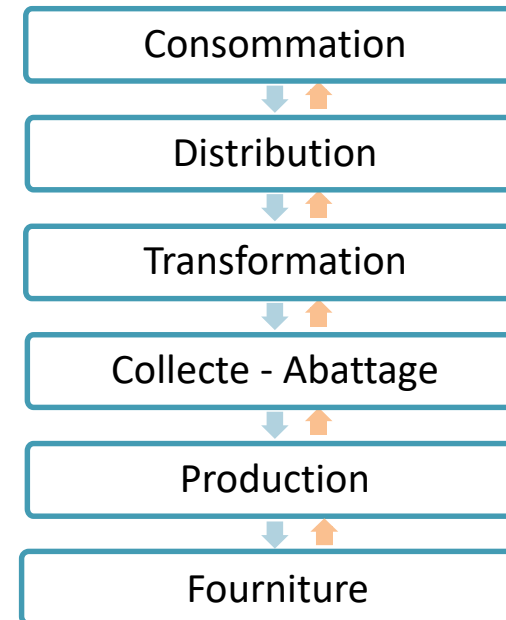 Consommation
Distribution
Transformation
Collecte - Abattage
Production
Fourniture